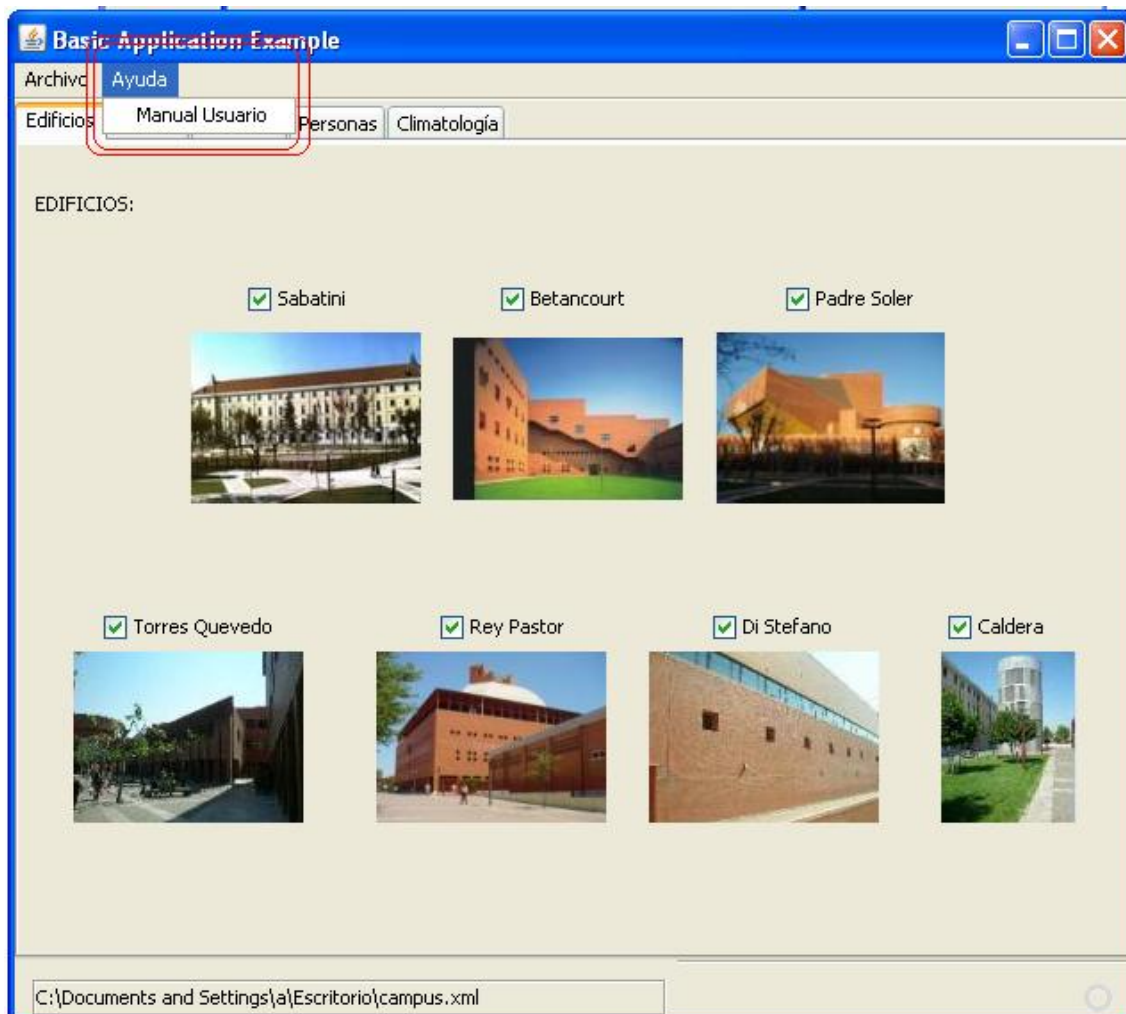 Basic Application Example
Archivo Ayuda
Manual Usuario
Edificios Personas Climatología
EDIFICIOS:
Sabatini Betancourt Padre Soler
Torres Quevedo Rey Pastor Di Stefano Caldera
C:\Documents and Settings\a\Escritorio\campus.xml